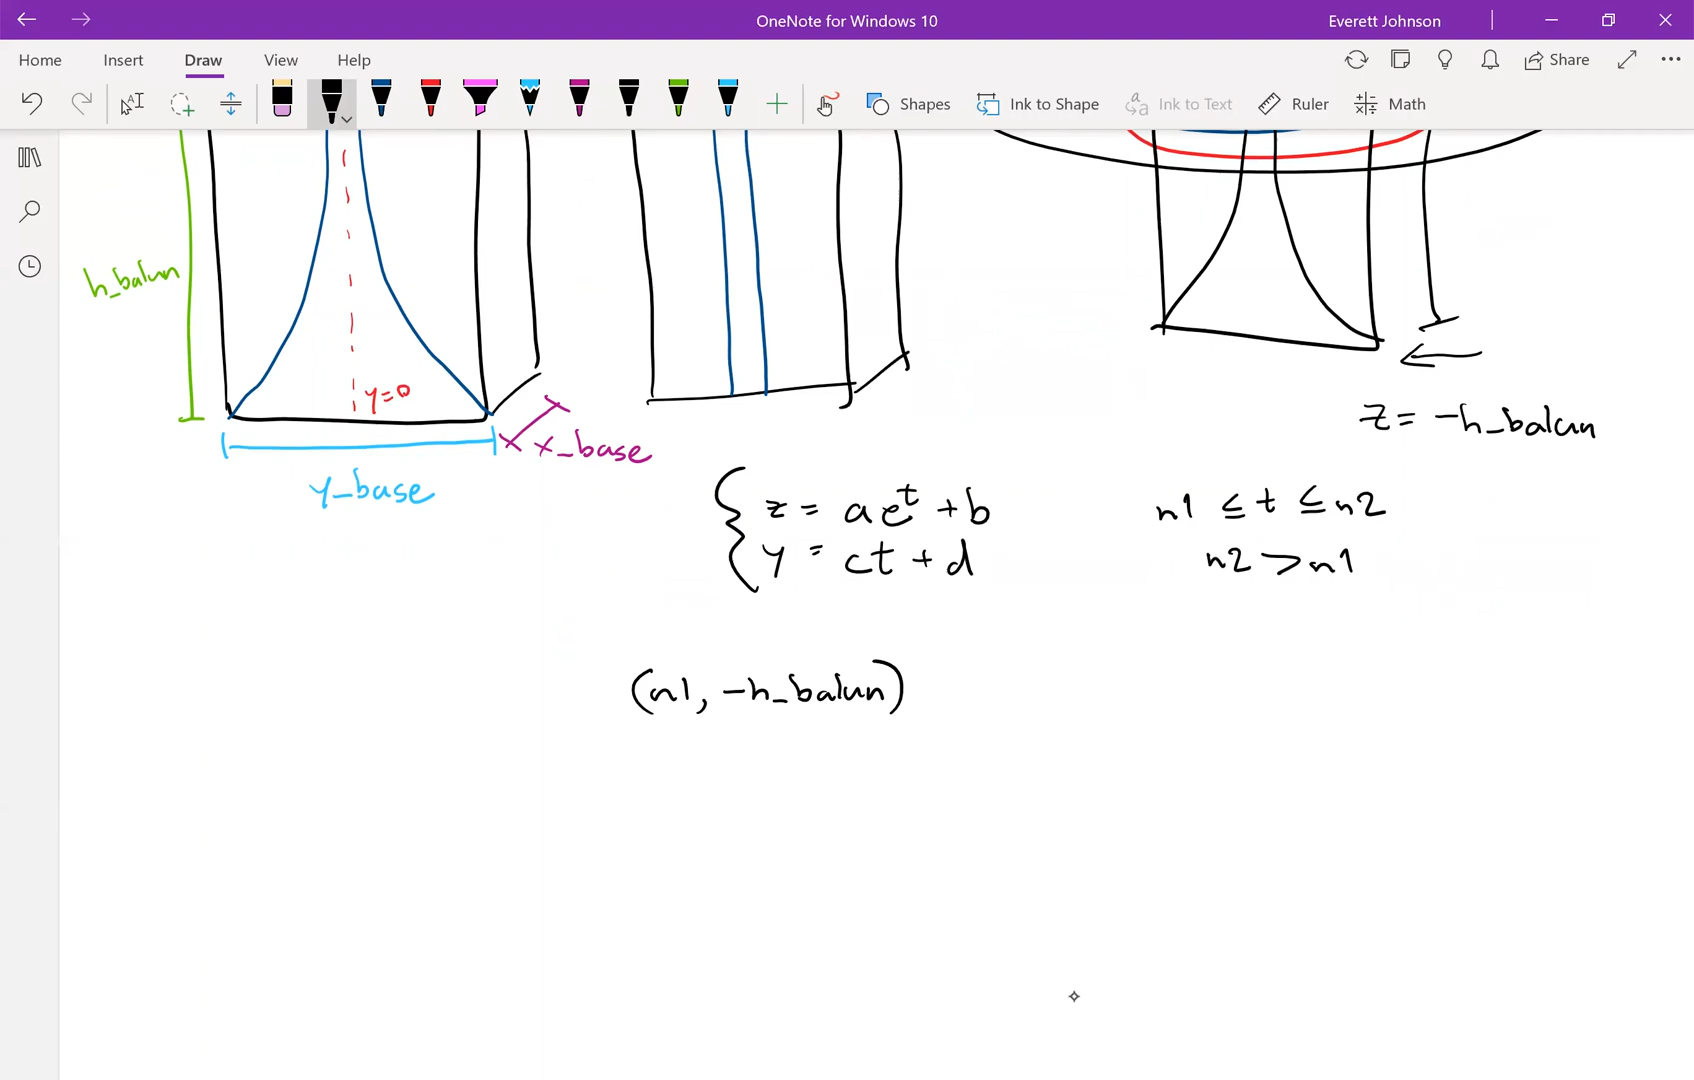 OneNote for Windows 10
Everett Johnson
Home Insert Draw View Help
Share
Shapes
Ink to Shape
Ink to Text
Ruler
Math
h_balun
y=0
x_base
y_base
z = -h_balun
z = ae^t + b
y = ct + d
n1 ≤ t ≤ n2
n2 > n1
(n1, -h_balun)